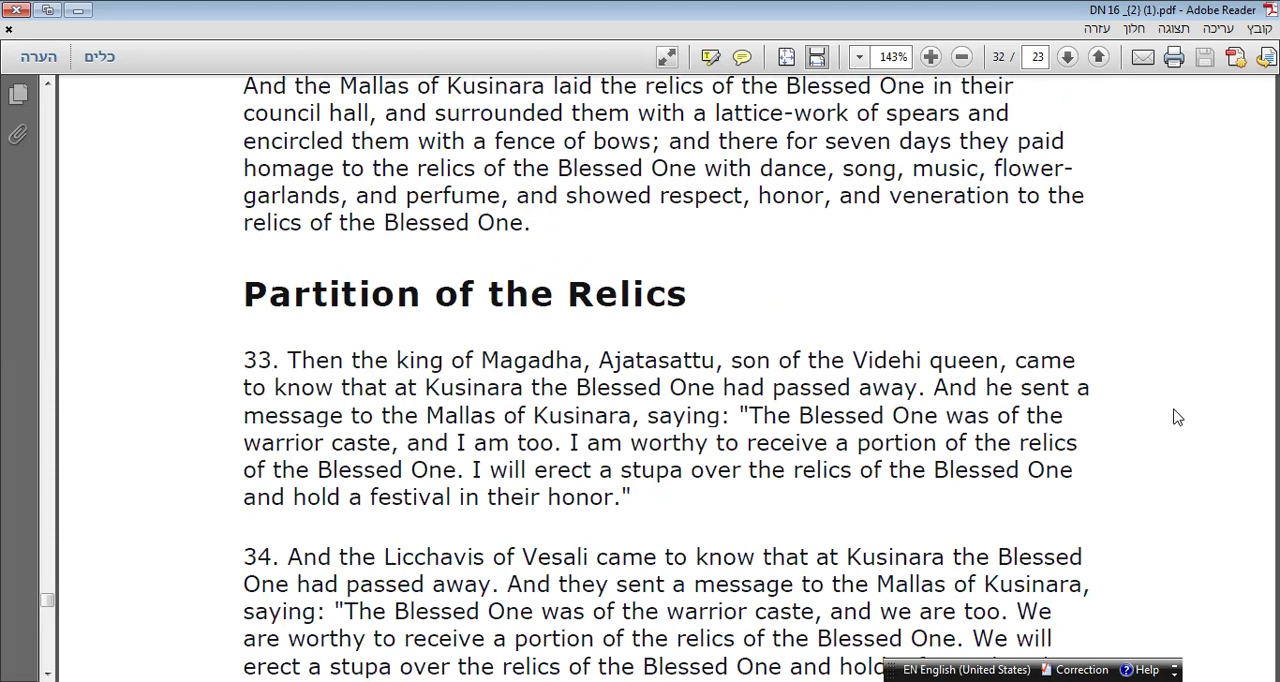 DN 16 _{2} (1).pdf - Adobe Reader
קובץ עריכה תצוגה חלון עזרה
הערה כלים 143% 32 / 23
And the Mallas of Kusinara laid the relics of the Blessed One in their
council hall, and surrounded them with a lattice-work of spears and
encircled them with a fence of bows; and there for seven days they paid
homage to the relics of the Blessed One with dance, song, music, flower-
garlands, and perfume, and showed respect, honor, and veneration to the
relics of the Blessed One.
Partition of the Relics
33. Then the king of Magadha, Ajatasattu, son of the Videhi queen, came
to know that at Kusinara the Blessed One had passed away. And he sent a
message to the Mallas of Kusinara, saying: "The Blessed One was of the
warrior caste, and I am too. I am worthy to receive a portion of the relics
of the Blessed One. I will erect a stupa over the relics of the Blessed One
and hold a festival in their honor."
34. And the Licchavis of Vesali came to know that at Kusinara the Blessed
One had passed away. And they sent a message to the Mallas of Kusinara,
saying: "The Blessed One was of the warrior caste, and we are too. We
are worthy to receive a portion of the relics of the Blessed One. We will
erect a stupa over the relics of the Blessed One and hold
EN English (United States) Correction Help